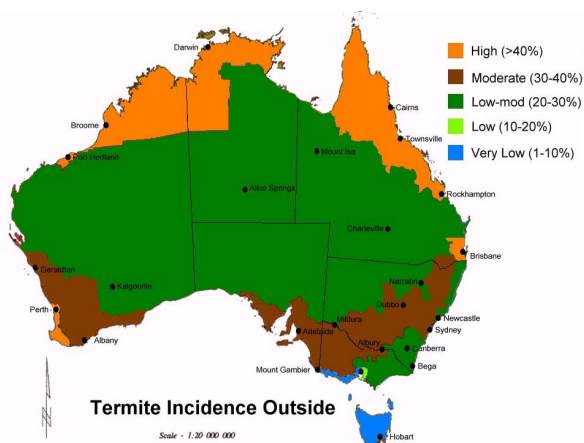 Darwin
High (>40%)
Moderate (30-40%)
Low-mod (20-30%)
Low (10-20%)
Very Low (1-10%)
Cairns
Broome
Townsville
Port Hedland
Mount Isa
Alice Springs
Rockhampton
Charleville
Brisbane
Geraldton
Kalgoorlie
Narrabri
Dubbo
Perth
Newcastle
Mildura
Sydney
Adelaide
Albany
Albury
Canberra
Mount Gambier
Bega
Termite Incidence Outside
Scale - 1:20 000 000
Hobart